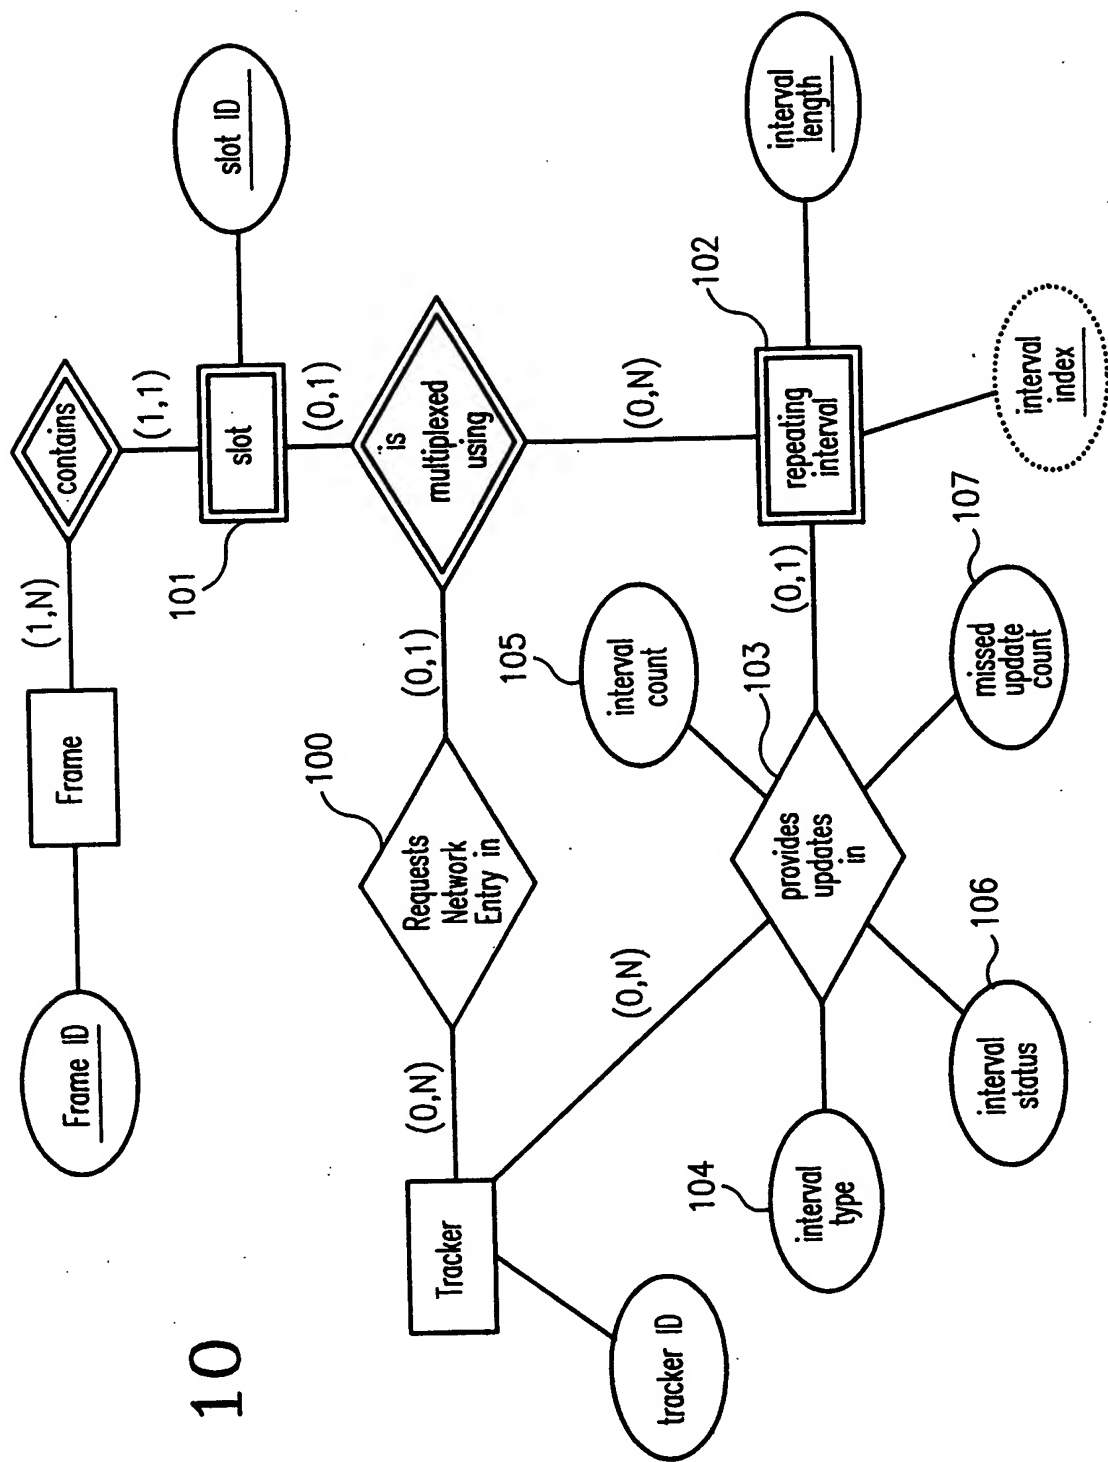 10
Frame ID
Frame
(1,N)
contains
(1,1)
101
slot
slot ID
(0,1)
is
multiplexed
using
(0,1)
100
Requests
Network
Entry in
(0,N)
Tracker
tracker ID
(0,N)
(0,N)
102
repeating
interval
interval
length
interval
index
(0,1)
103
provides
updates
in
104
interval
type
105
interval
count
106
interval
status
107
missed
update
count